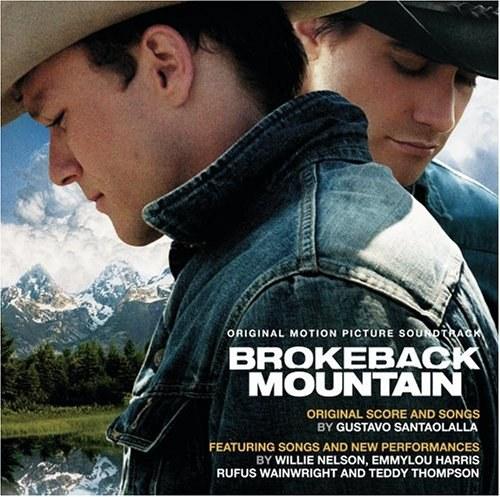 ORIGINAL MOTION PICTURE SOUNDTRACK
BROKEBACK
MOUNTAIN
ORIGINAL SCORE AND SONGS
BY GUSTAVO SANTAOLALLA
FEATURING SONGS AND NEW PERFORMANCES
BY WILLIE NELSON, EMMYLOU HARRIS
RUFUS WAINWRIGHT AND TEDDY THOMPSON